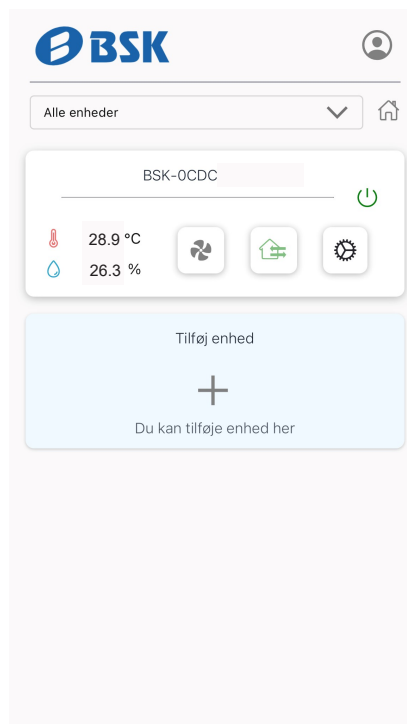 BSK
Alle enheder
BSK-0CDC
28.9 °C
26.3 %
Tilføj enhed
Du kan tilføje enhed her